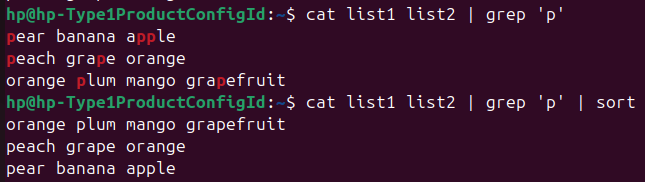 hp@hp-Type1ProductConfigId:~$ cat list1 list2 | grep 'p'
pear banana apple
peach grape orange
orange plum mango grapefruit
hp@hp-Type1ProductConfigId:~$ cat list1 list2 | grep 'p' | sort
orange plum mango grapefruit
peach grape orange
pear banana apple